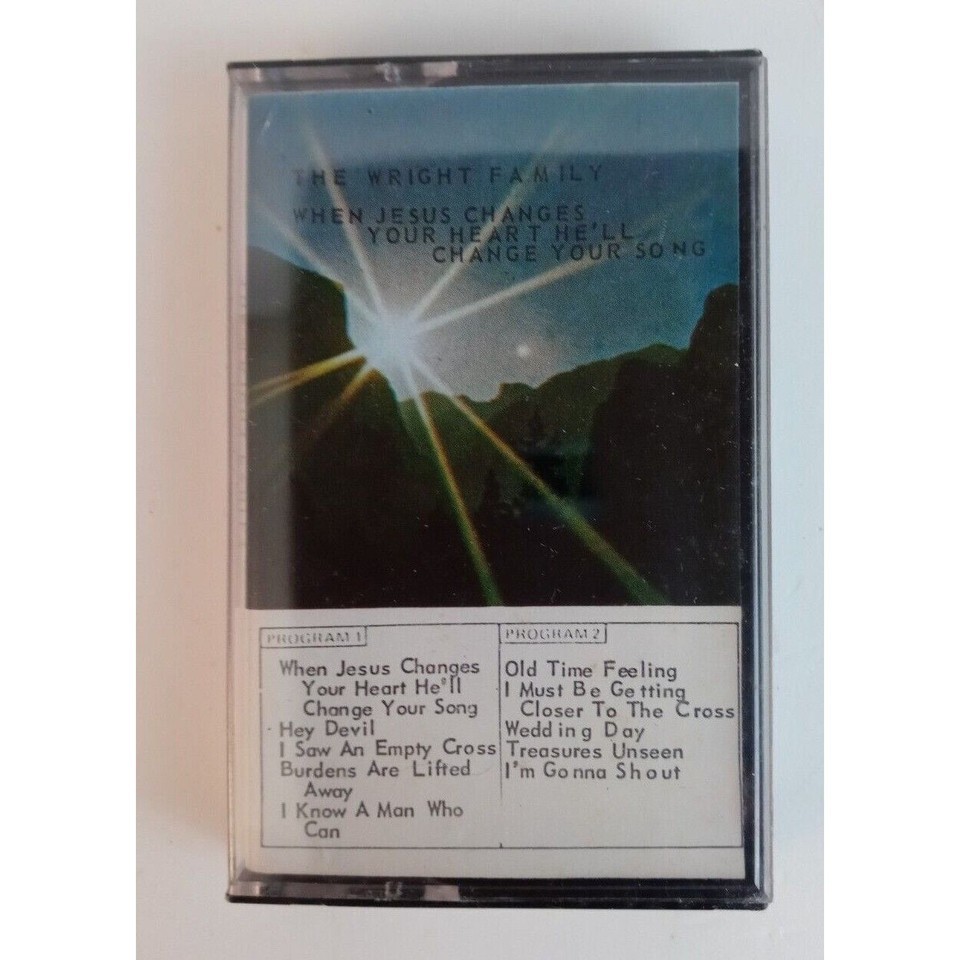 THE WRIGHT FAMILY
WHEN JESUS CHANGES
YOUR HEART HE'LL
CHANGE YOUR SONG
PROGRAM 1
When Jesus Changes
Your Heart He'll
Change Your Song
Hey Devil
I Saw An Empty Cross
Burdens Are Lifted
Away
I Know A Man Who
Can
PROGRAM 2
Old Time Feeling
I Must Be Getting
Closer To The Cross
Wedding Day
Treasures Unseen
I'm Gonna Shout